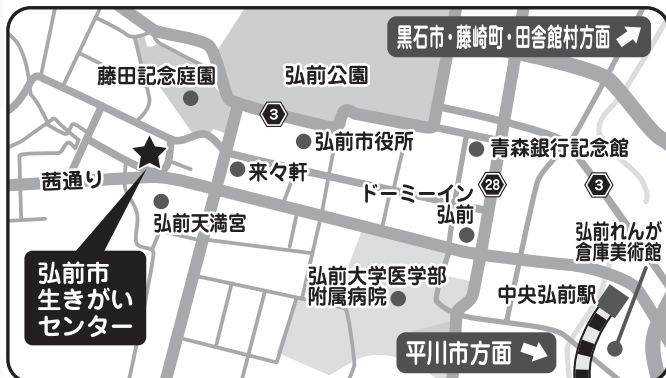 黒石市・藤崎町・田舎館村方面
藤田記念庭園
弘前公園
3
弘前市役所
青森銀行記念館
来々軒
茜通り
ドーミーイン
弘前
28
3
弘前天満宮
弘前れんが
倉庫美術館
弘前市
生きがい
センター
弘前大学医学部
附属病院
中央弘前駅
平川市方面